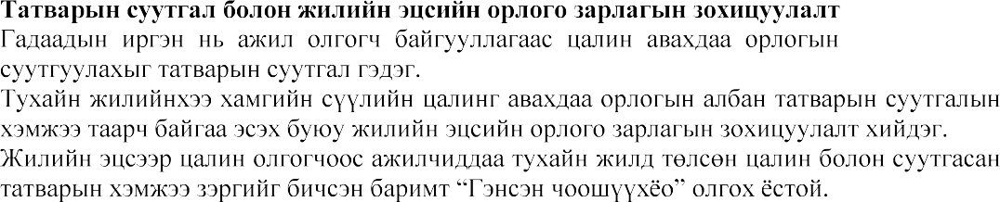 Татварын суутгал болон жилийн эцсийн орлого зарлагын зохицуулалт
Гадаадын иргэн нь ажил олгогч байгууллагаас цалин авахдаа орлогын
суутгуулахыг татварын суутгал гэдэг.
Тухайн жилийнхээ хамгийн сүүлийн цалинг авахдаа орлогын албан татварын суутгалын
хэмжээ таарч байгаа эсэх буюу жилийн эцсийн орлого зарлагын зохицуулалт хийдэг.
Жилийн эцсээр цалин олгогчоос ажилчиддаа тухайн жилд төлсөн цалин болон суутгасан
татварын хэмжээ зэргийг бичсэн баримт “Гэнсэн чоошүүхёо” олгох ёстой.